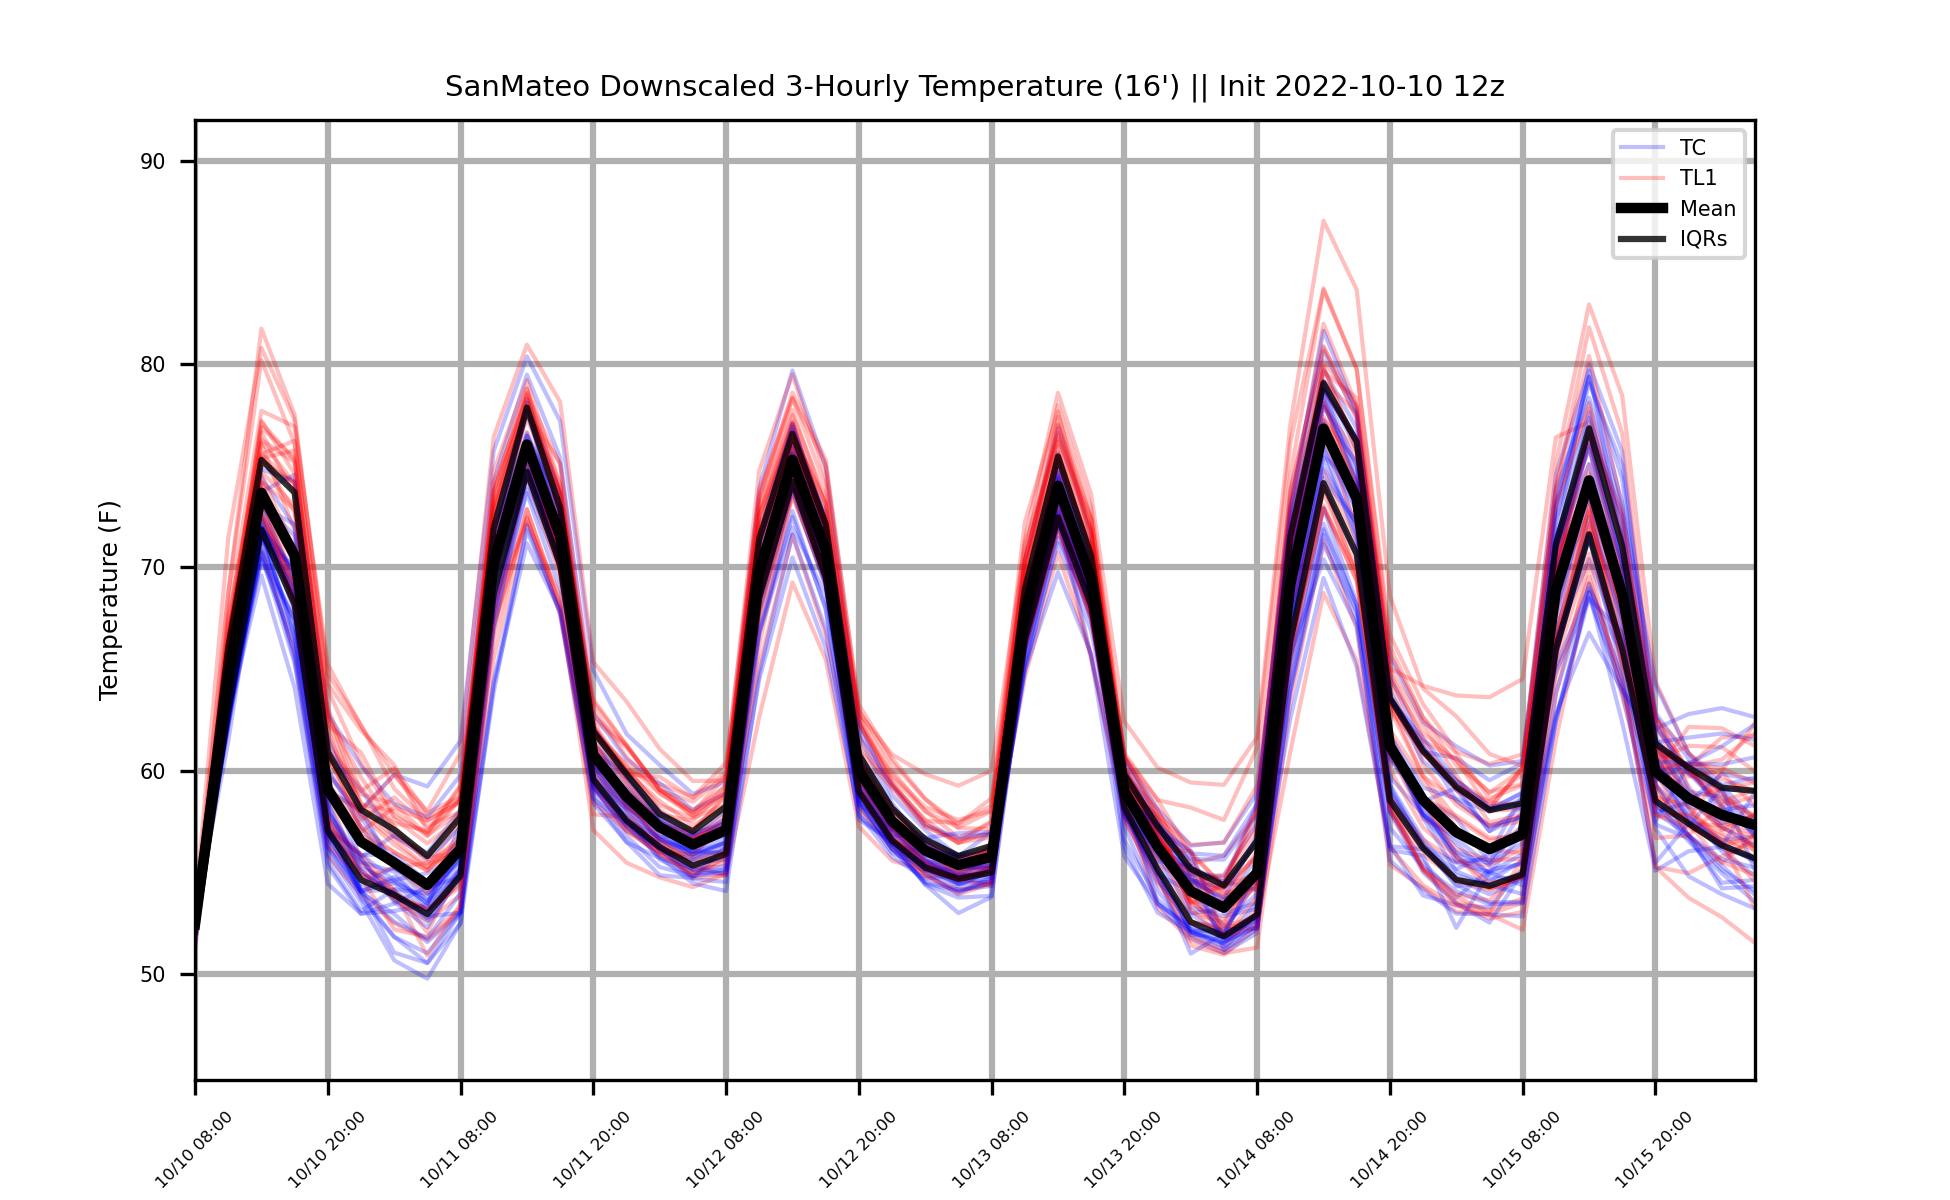 SanMateo Downscaled 3-Hourly Temperature (16') || Init 2022-10-10 12z
TC
TL1
Mean
IQRs
Temperature (F)
90
80
70
60
50
10/10 08:00
10/10 20:00
10/11 08:00
10/11 20:00
10/12 08:00
10/12 20:00
10/13 08:00
10/13 20:00
10/14 08:00
10/14 20:00
10/15 08:00
10/15 20:00